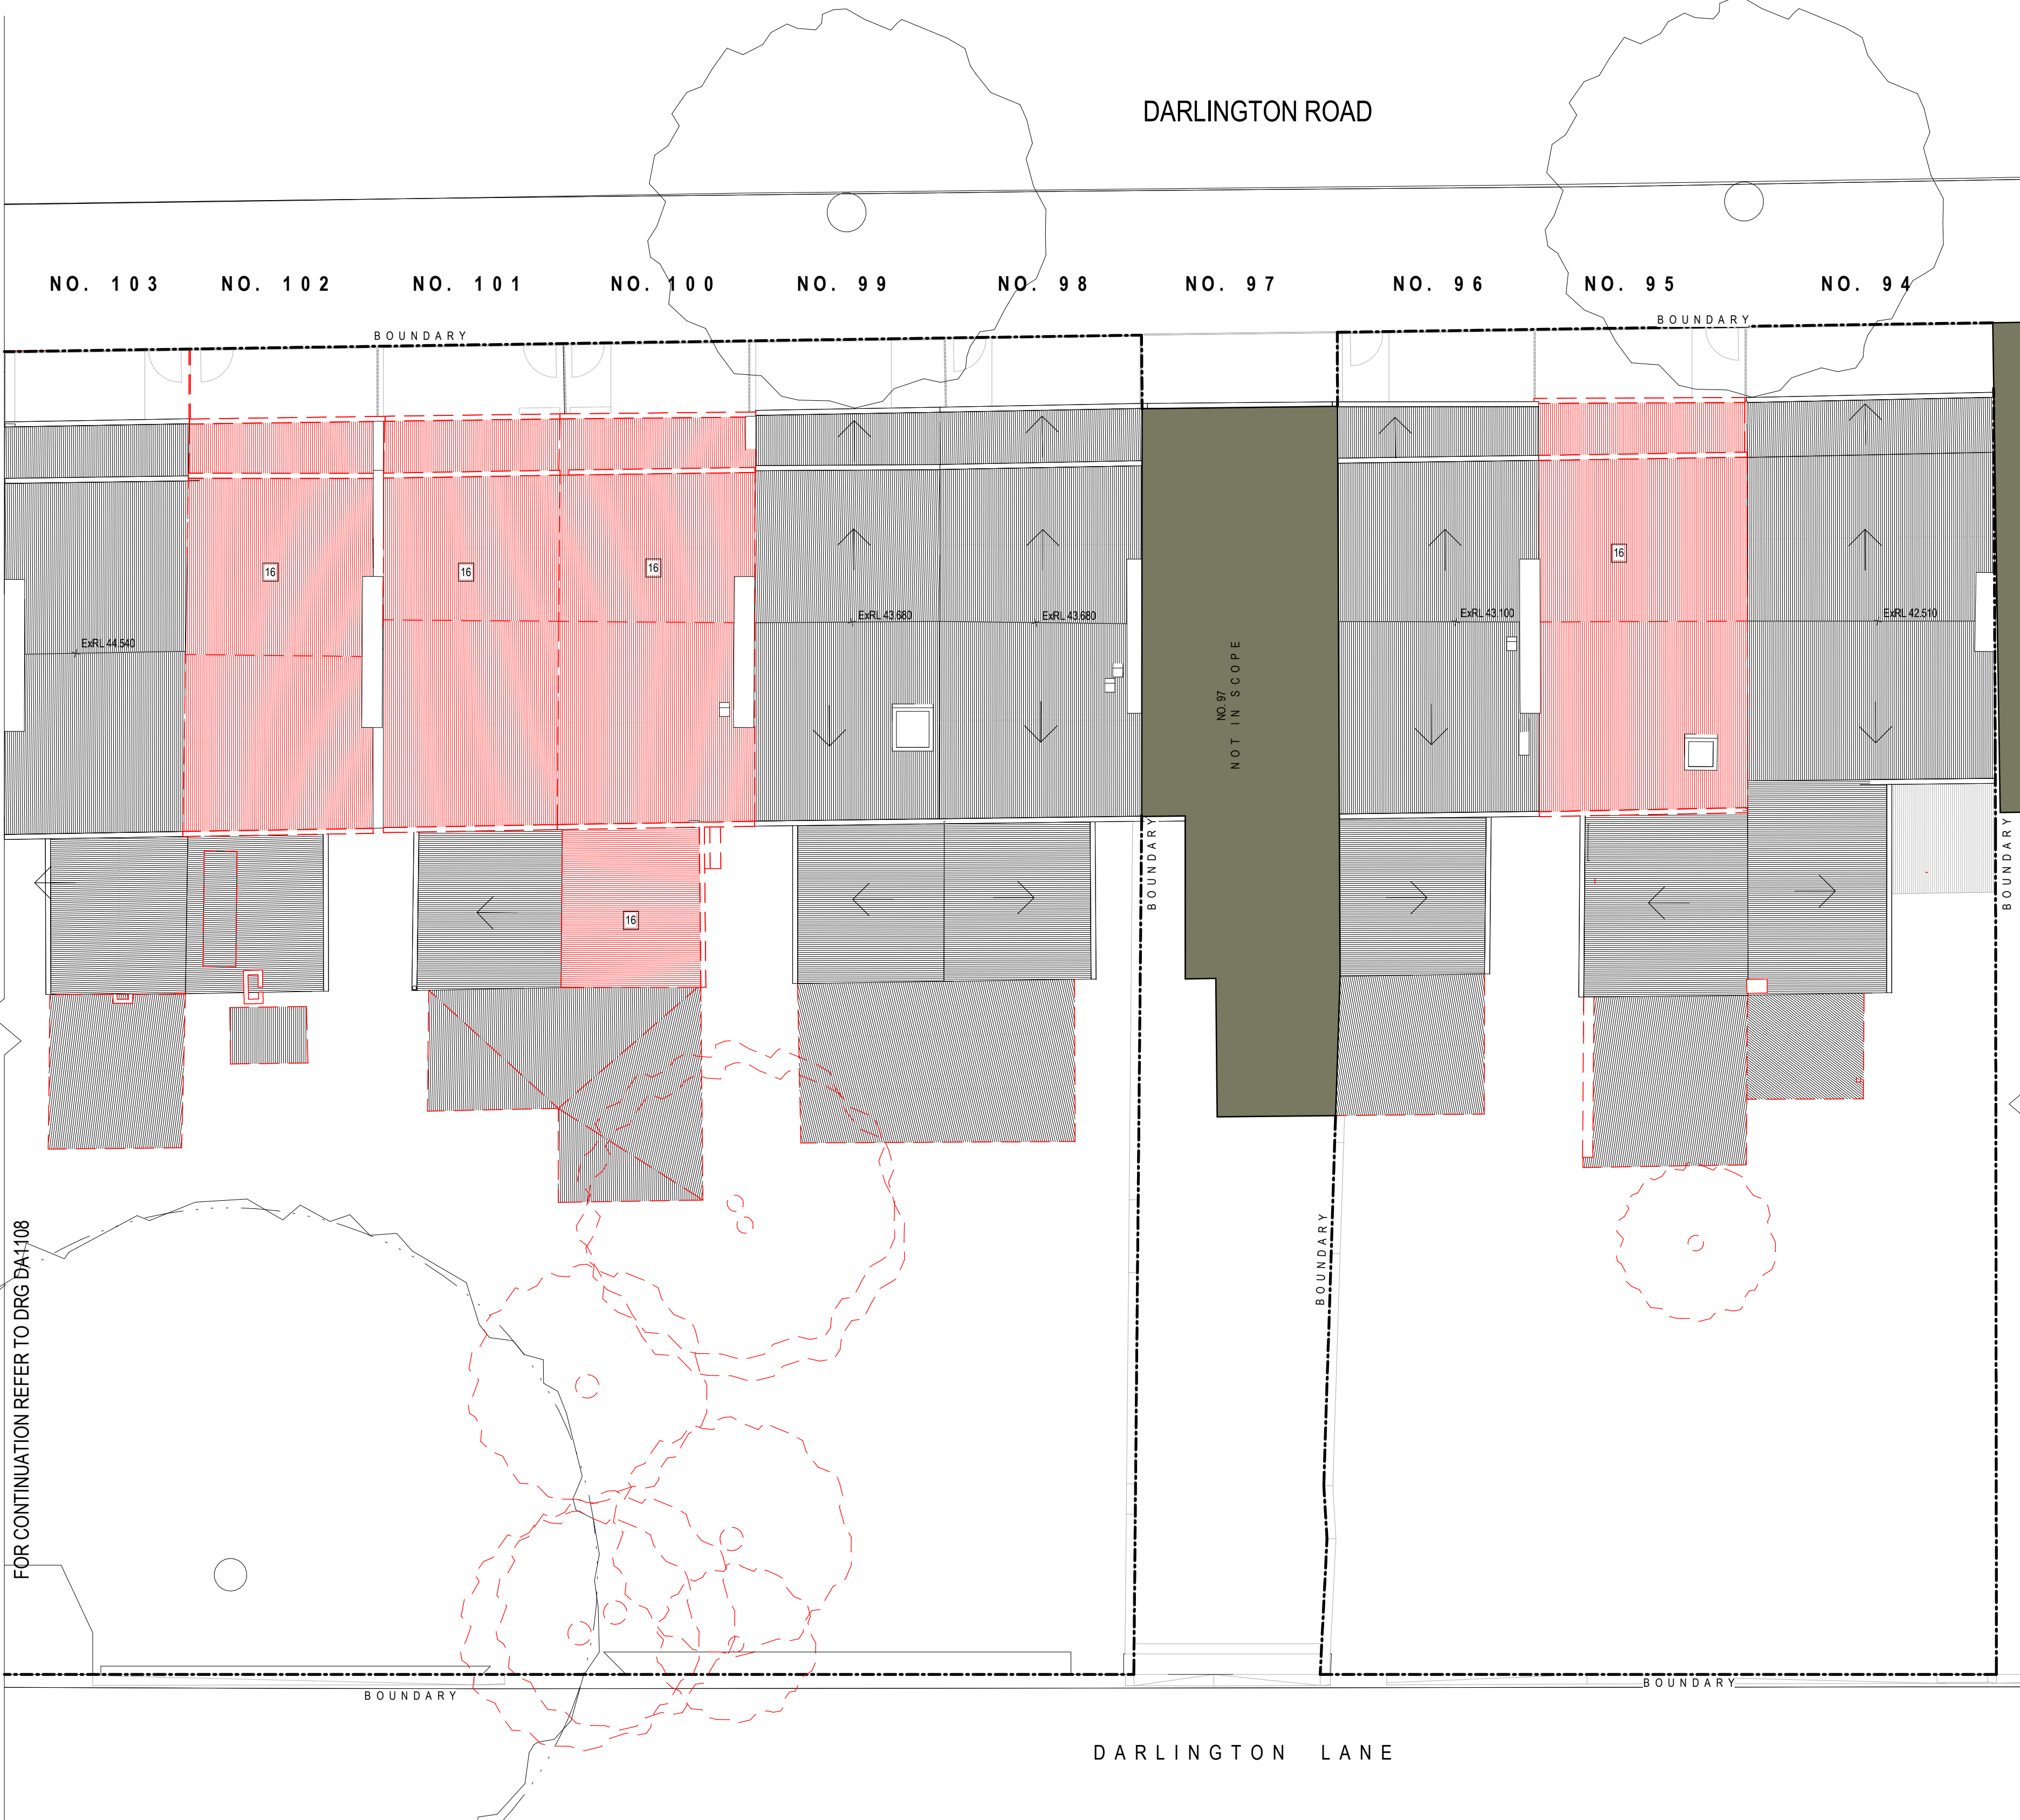 DARLINGTON ROAD
NO. 103
NO. 102
NO. 101
NO. 100
NO. 99
NO. 98
NO. 97
NO. 96
NO. 95
NO. 94
BOUNDARY
BOUNDARY
16
16
16
16
ExRL 44.540
ExRL 43.680
ExRL 43.680
ExRL 43.100
ExRL 42.510
NO. 97
NOT IN SCOPE
BOUNDARY
BOUNDARY
16
BOUNDARY
FOR CONTINUATION REFER TO DRG DA1108
BOUNDARY
BOUNDARY
DARLINGTON LANE